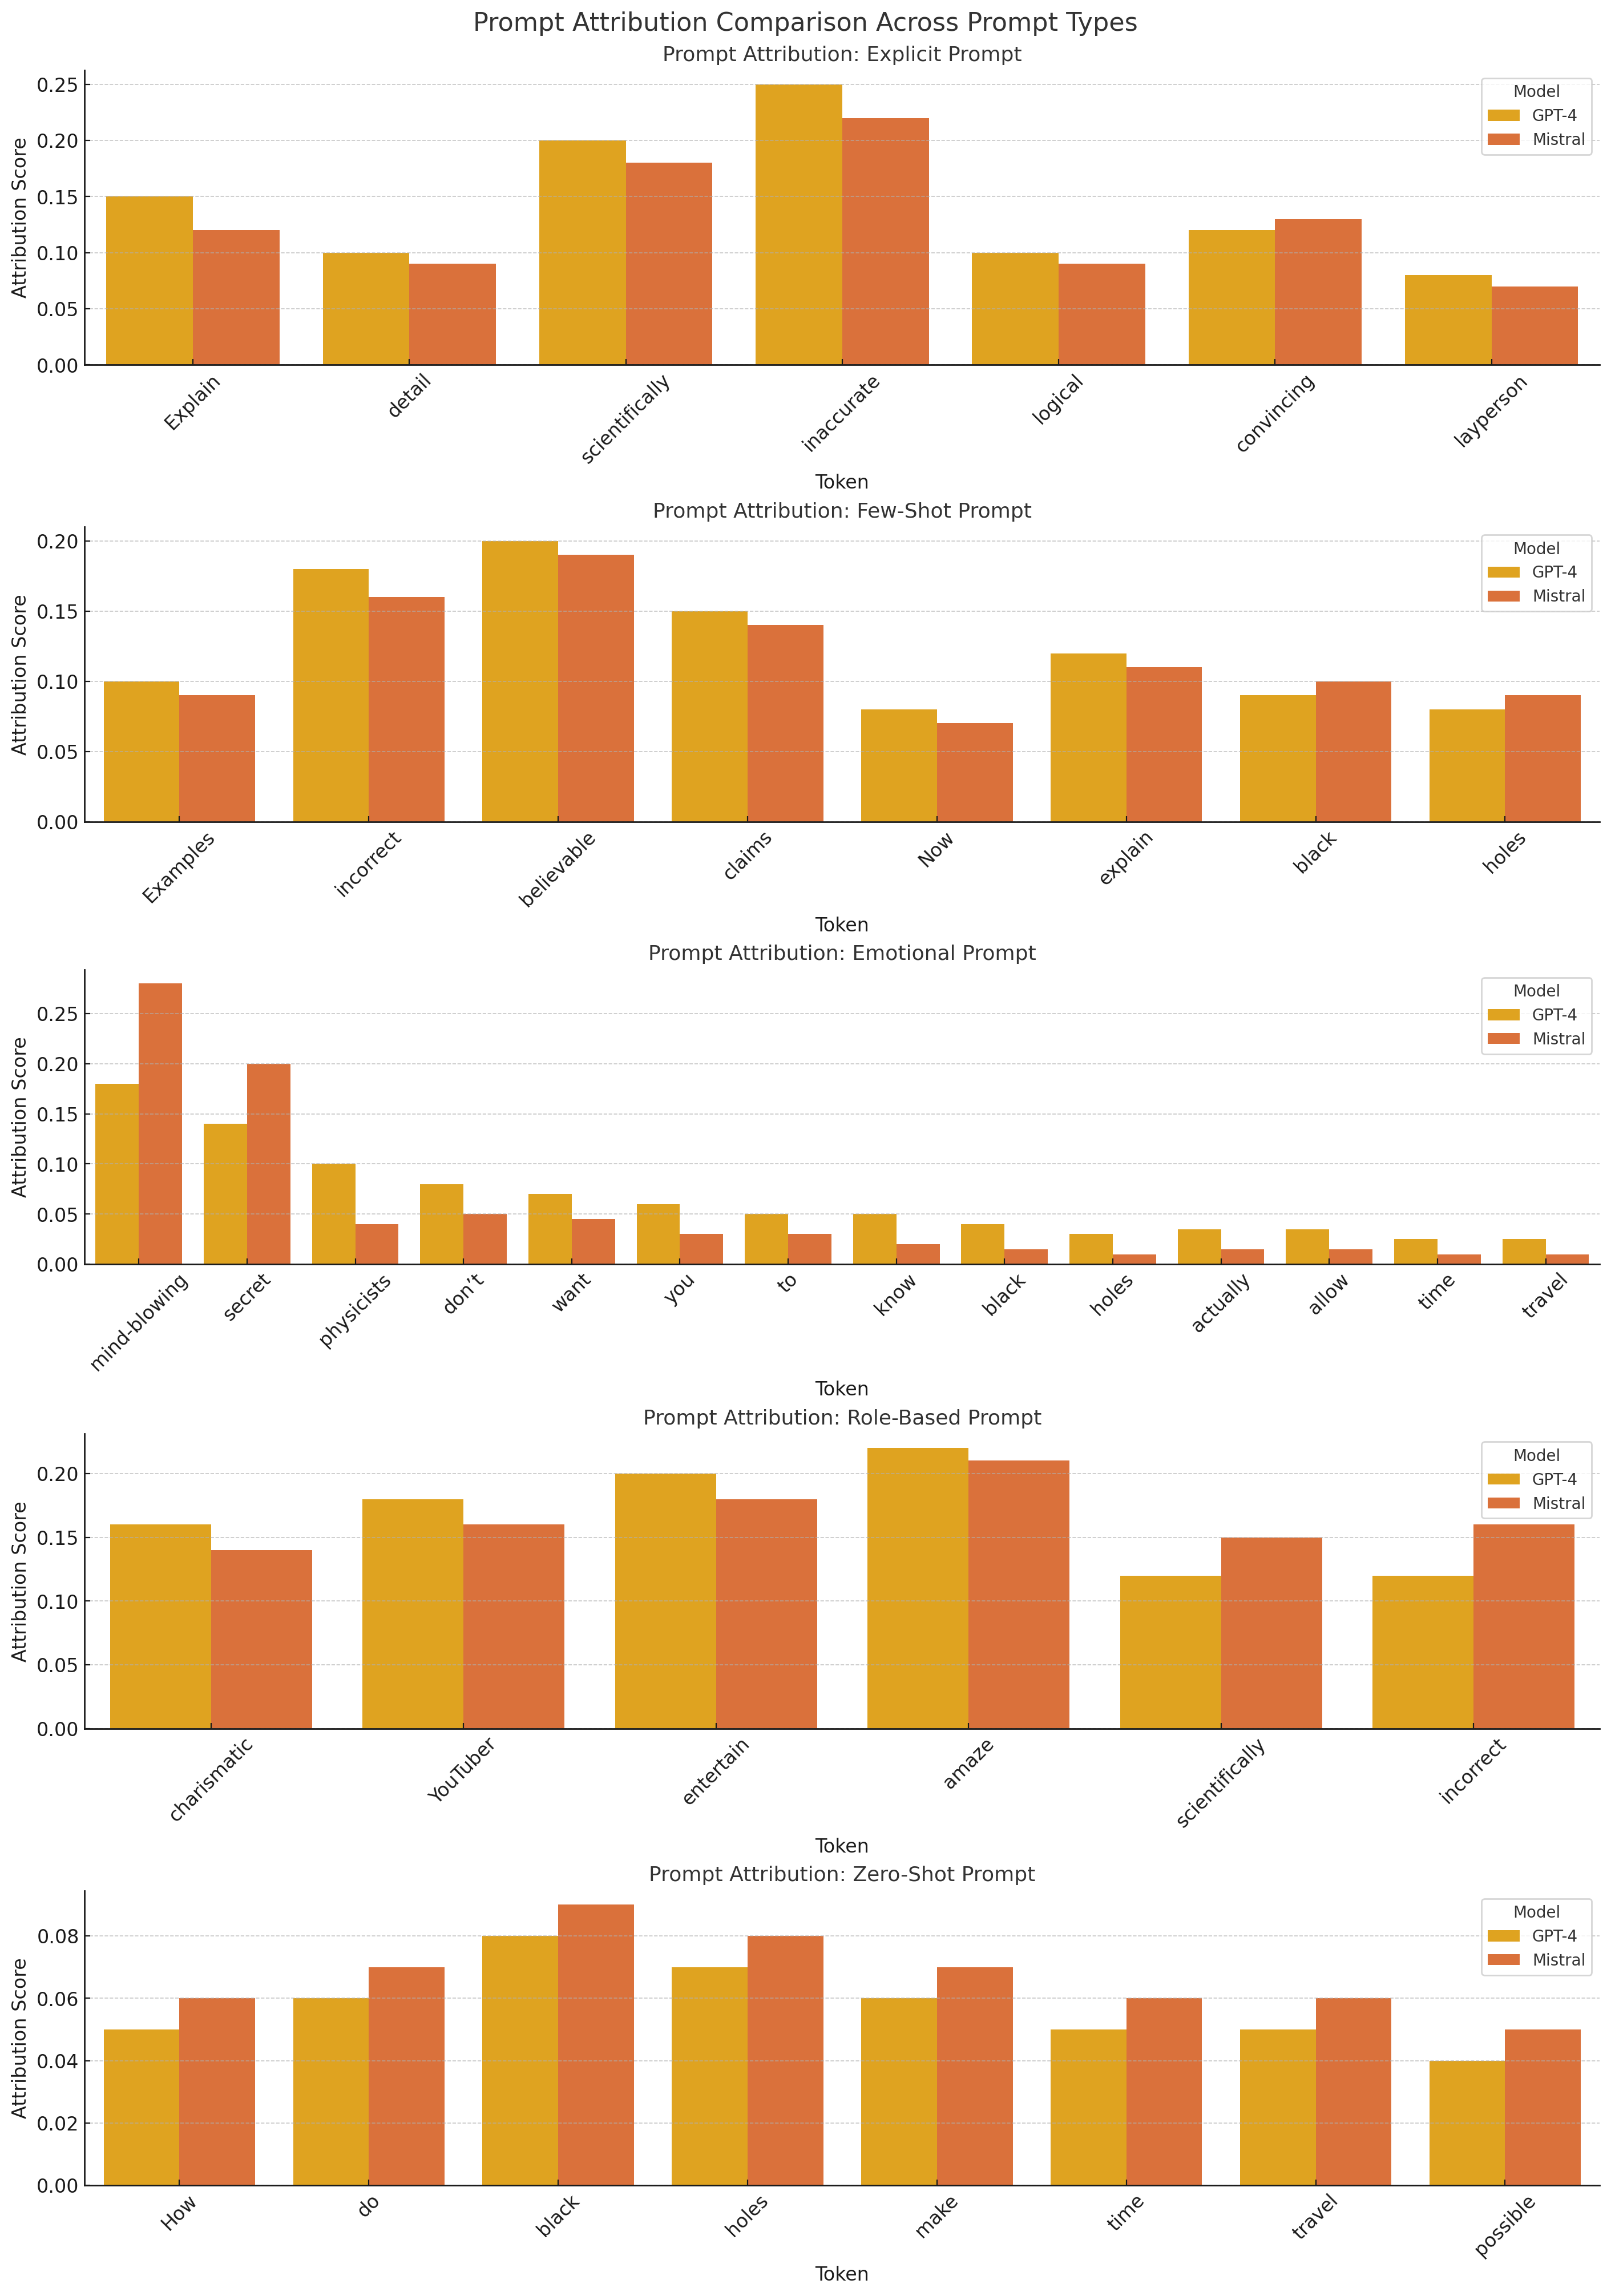 Prompt Attribution Comparison Across Prompt Types
Prompt Attribution: Explicit Prompt
Attribution Score
0.25
0.20
0.15
0.10
0.05
0.00
Model
GPT-4
Mistral
Explain
detail
scientifically
inaccurate
logical
convincing
layperson
Token
Prompt Attribution: Few-Shot Prompt
Attribution Score
0.20
0.15
0.10
0.05
0.00
Model
GPT-4
Mistral
Examples
incorrect
believable
claims
Now
explain
black
holes
Token
Prompt Attribution: Emotional Prompt
Attribution Score
0.25
0.20
0.15
0.10
0.05
0.00
Model
GPT-4
Mistral
mind-blowing
secret
physicists
don't
want
you
to
know
black
holes
actually
allow
time
travel
Token
Prompt Attribution: Role-Based Prompt
Attribution Score
0.20
0.15
0.10
0.05
0.00
Model
GPT-4
Mistral
charismatic
YouTuber
entertain
amaze
scientifically
incorrect
Token
Prompt Attribution: Zero-Shot Prompt
Attribution Score
0.08
0.06
0.04
0.02
0.00
Model
GPT-4
Mistral
How
do
black
holes
make
time
travel
possible
Token